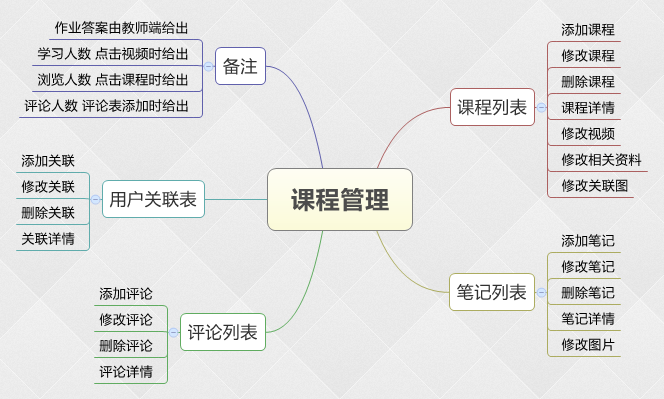 课程管理
备注
作业答案由教师端给出
学习人数 点击视频时给出
浏览人数 点击课程时给出
评论人数 评论表添加时给出
用户关联表
添加关联
修改关联
删除关联
关联详情
评论列表
添加评论
修改评论
删除评论
评论详情
课程列表
添加课程
修改课程
删除课程
课程详情
修改视频
修改相关资料
修改关联图
笔记列表
添加笔记
修改笔记
删除笔记
笔记详情
修改图片